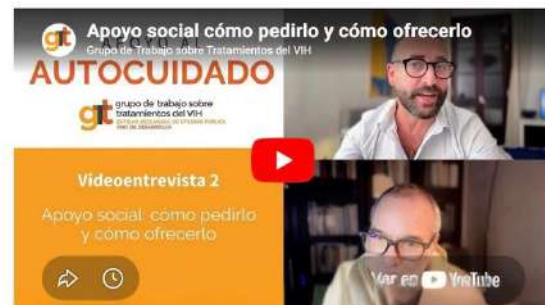 Apoyo social cómo pedirlo y cómo ofrecerlo
Grupo de Trabajo sobre Tratamientos del VIH
AUTOCUIDADO
gtt
grupo de trabajo sobre
tratamientos del VIH
Videoentrevista 2
Apoyo social: cómo pedirlo
y cómo ofrecerlo
Ver en YouTube